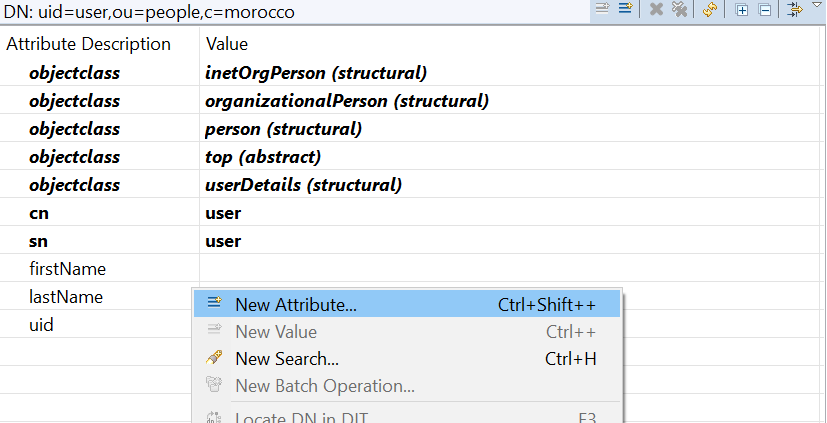 DN: uid=user,ou=people,c=morocco
Attribute Description Value
objectclass inetOrgPerson (structural)
objectclass organizationalPerson (structural)
objectclass person (structural)
objectclass top (abstract)
objectclass userDetails (structural)
cn user
sn user
firstName
lastName
uid
New Attribute... Ctrl+Shift++
New Value Ctrl++
New Search... Ctrl+H
New Batch Operation...
Locate DN in DIT F3